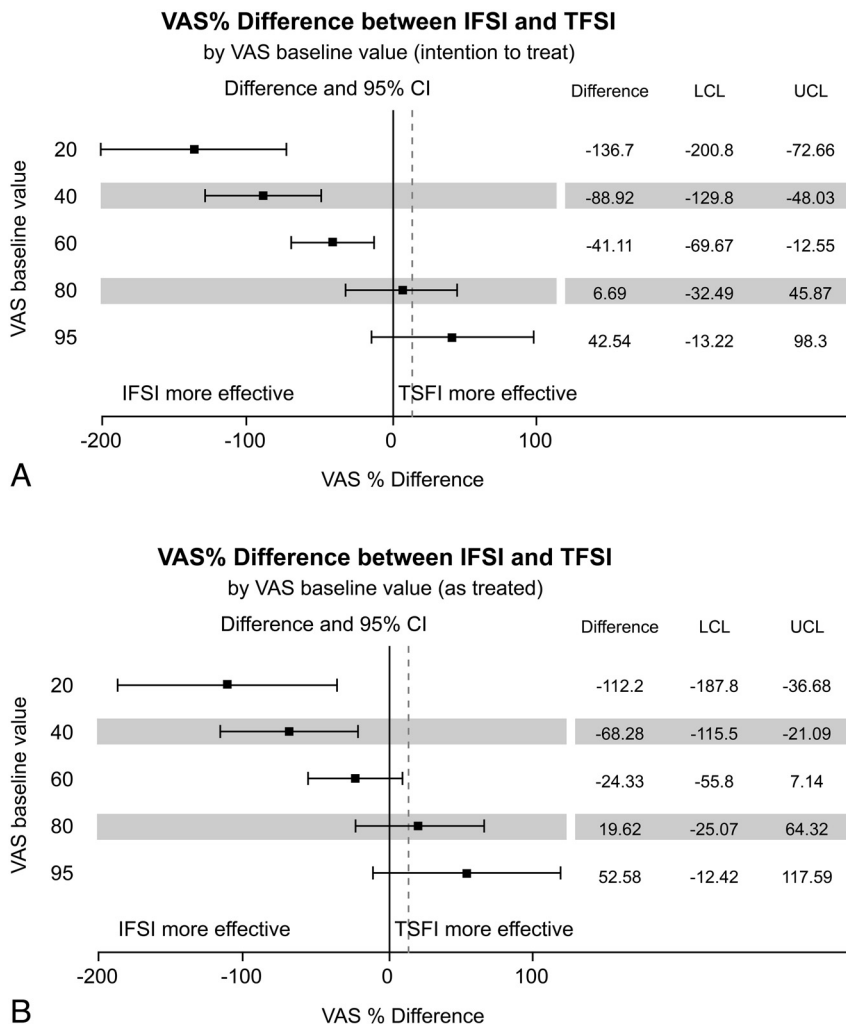 VAS% Difference between IFSI and TFSI
by VAS baseline value (intention to treat)
Difference and 95% CI Difference LCL UCL
VAS baseline value
20 -136.7 -200.8 -72.66
40 -88.92 -129.8 -48.03
60 -41.11 -69.67 -12.55
80 6.69 -32.49 45.87
95 42.54 -13.22 98.3
IFSI more effective TSFI more effective
-200 -100 0 100
A VAS % Difference
VAS% Difference between IFSI and TFSI
by VAS baseline value (as treated)
Difference and 95% CI Difference LCL UCL
VAS baseline value
20 -112.2 -187.8 -36.68
40 -68.28 -115.5 -21.09
60 -24.33 -55.8 7.14
80 19.62 -25.07 64.32
95 52.58 -12.42 117.59
IFSI more effective TSFI more effective
-200 -100 0 100
B VAS % Difference